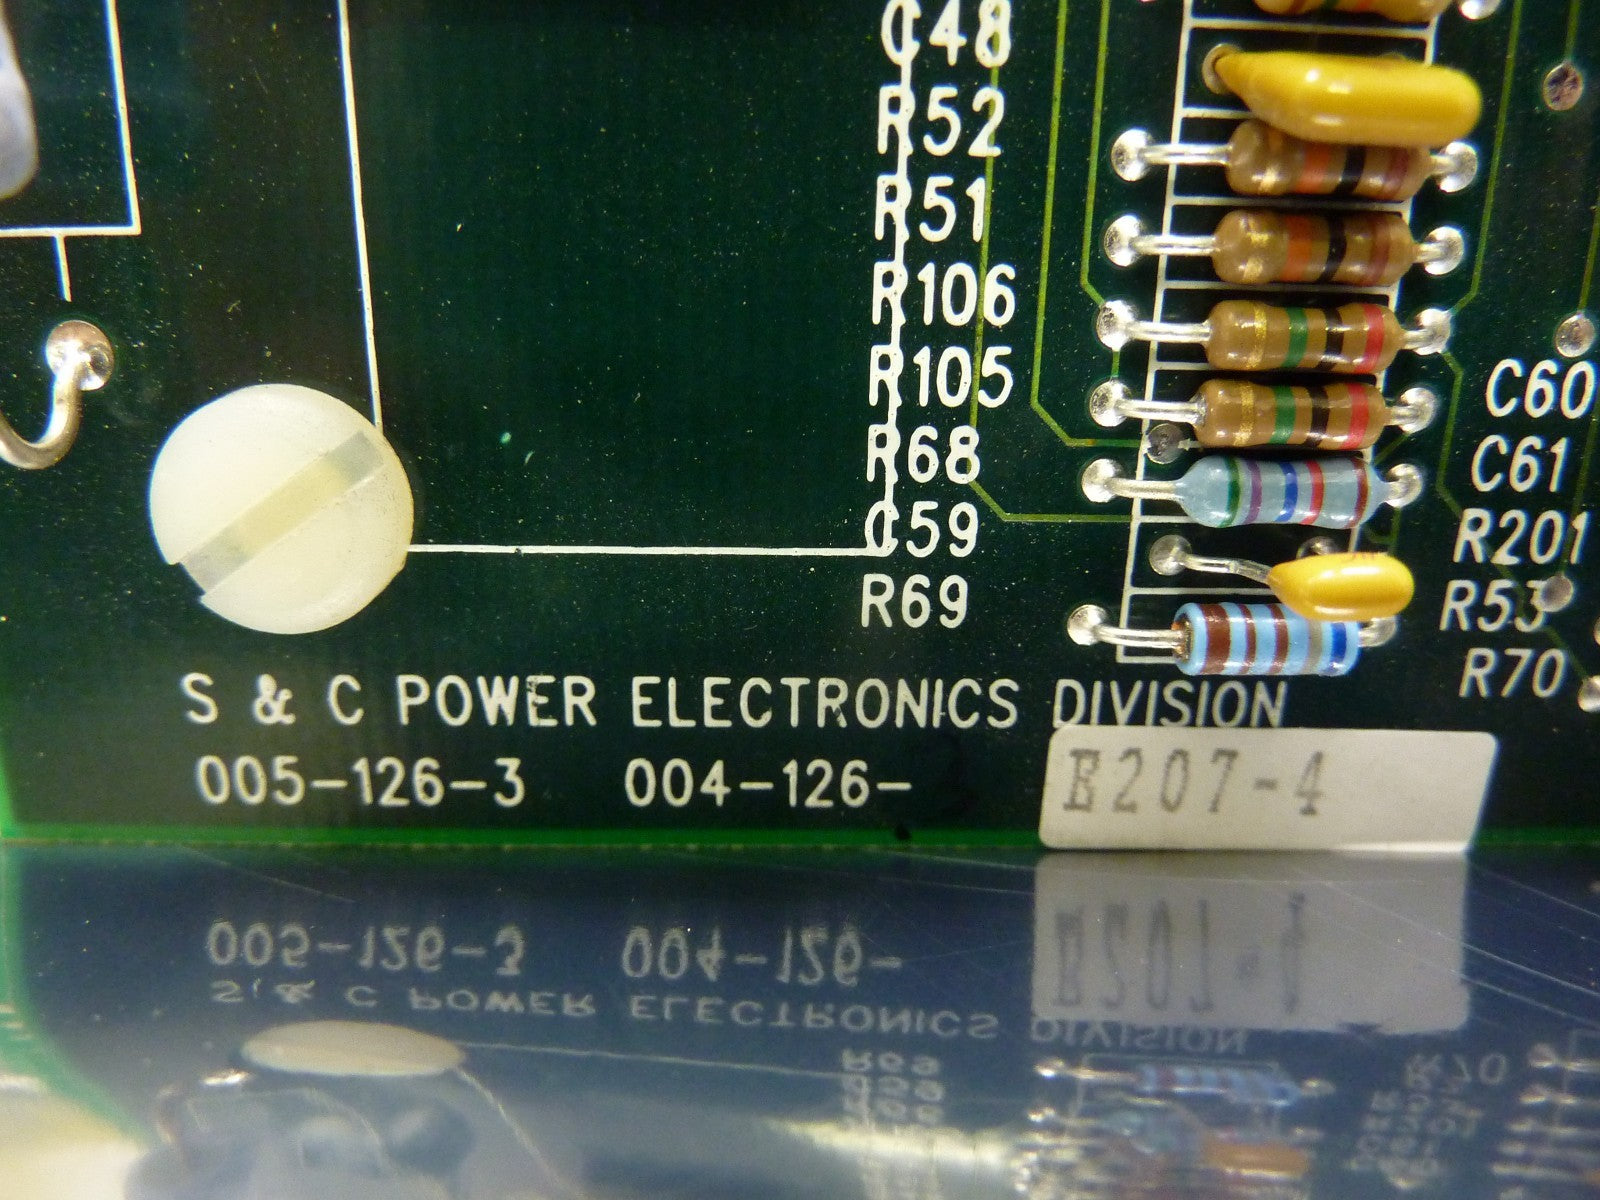 C48
R52
R51
R106
R105
R68
C59
R69
C60
C61
R201
R53
R70
S & C POWER ELECTRONICS DIVISION
005-126-3 004-126-
E207-4